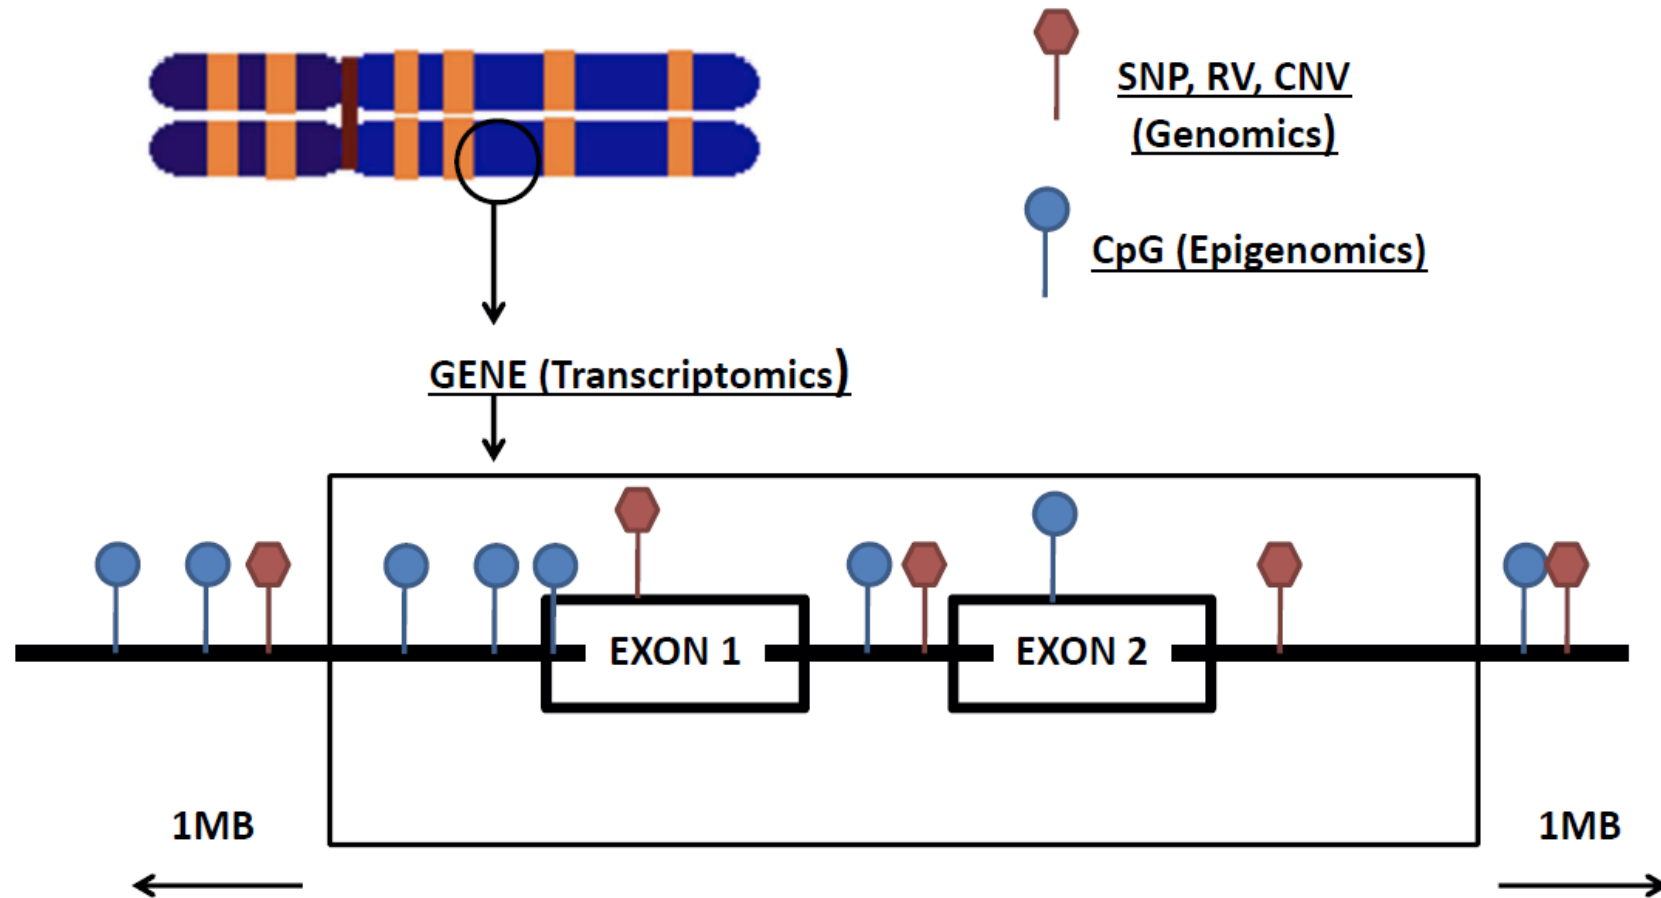 SNP, RV, CNV
(Genomics)
CpG (Epigenomics)
GENE (Transcriptomics)
EXON 1
EXON 2
1MB
1MB